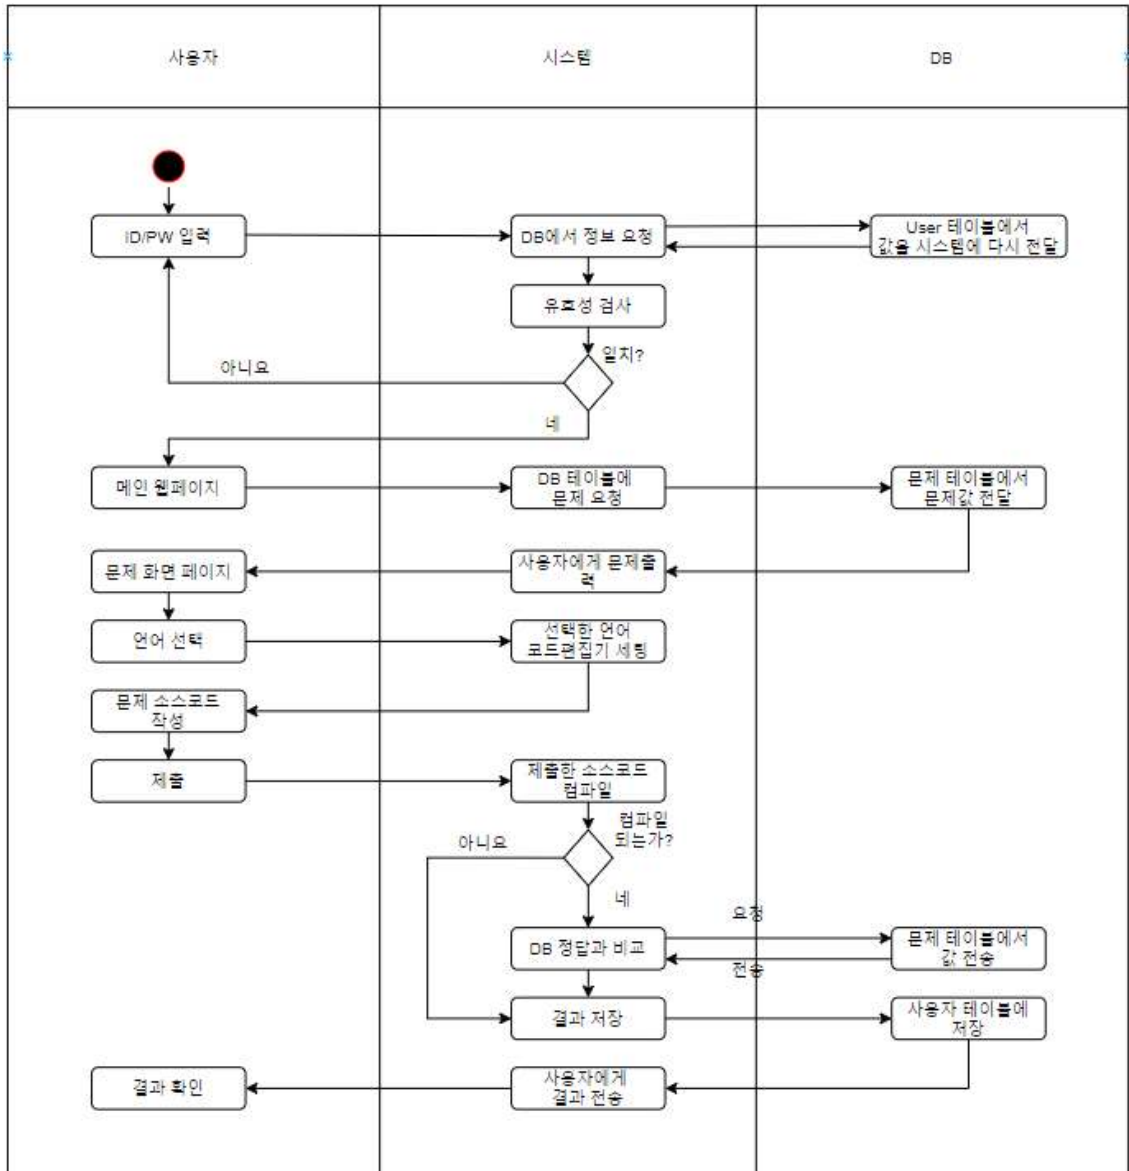 사용자
시스템
DB
ID/PW 입력
DB에서 정보 요청
User 테이블에서
값을 시스템에 다시 전달
유효성 검사
일치?
아니요
네
메인 웹페이지
DB 테이블에
문제 요청
문제 테이블에서
문제값 전달
문제 화면 페이지
사용자에게 문제출
력
언어 선택
선택한 언어
코드편집기 세팅
문제 소스코드
작성
제출
제출한 소스코드
컴파일
컴파일
되는가?
아니요
네
요청
DB 정답과 비교
문제 테이블에서
값 전송
전송
결과 저장
사용자 테이블에
저장
결과 확인
사용자에게
결과 전송